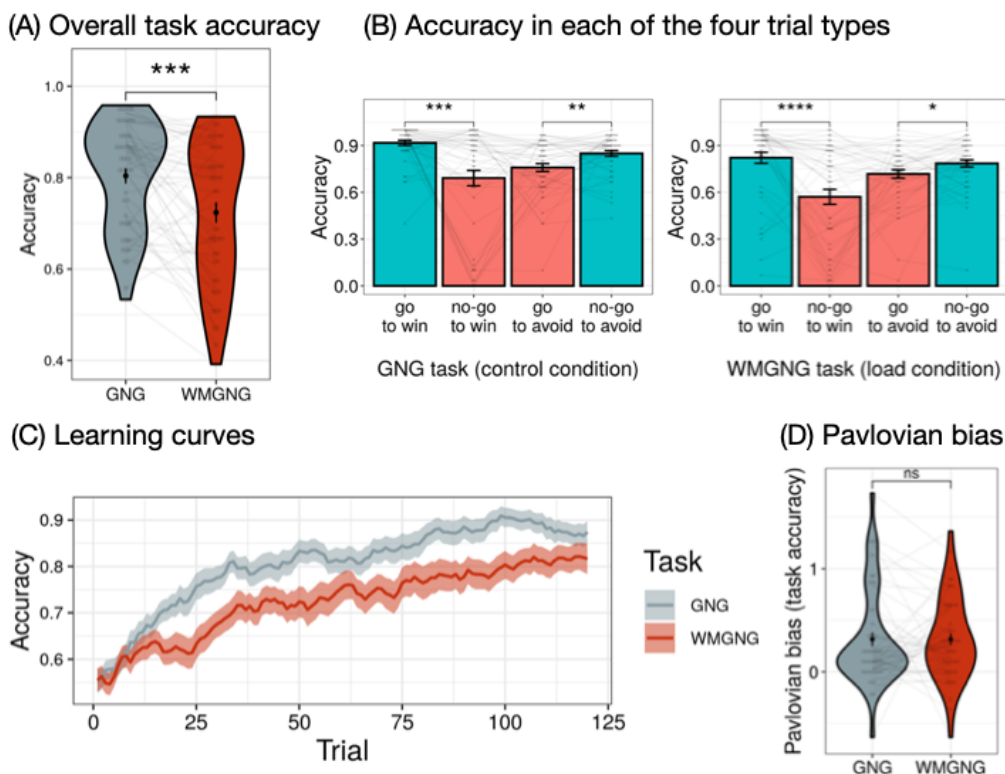 (A) Overall task accuracy
(B) Accuracy in each of the four trial types
***
1.0
0.8
0.6
0.4
Accuracy
GNG
WMGNG
***
**
0.9
0.6
0.3
0.0
Accuracy
go
to win
no-go
to win
go
to avoid
no-go
to avoid
GNG task (control condition)
****
*
0.9
0.6
0.3
0.0
Accuracy
go
to win
no-go
to win
go
to avoid
no-go
to avoid
WMGNG task (load condition)
(C) Learning curves
0.9
0.8
0.7
0.6
Accuracy
0
25
50
75
100
125
Trial
Task
GNG
WMGNG
(D) Pavlovian bias
ns
1
0
Pavlovian bias (task accuracy)
GNG
WMGNG